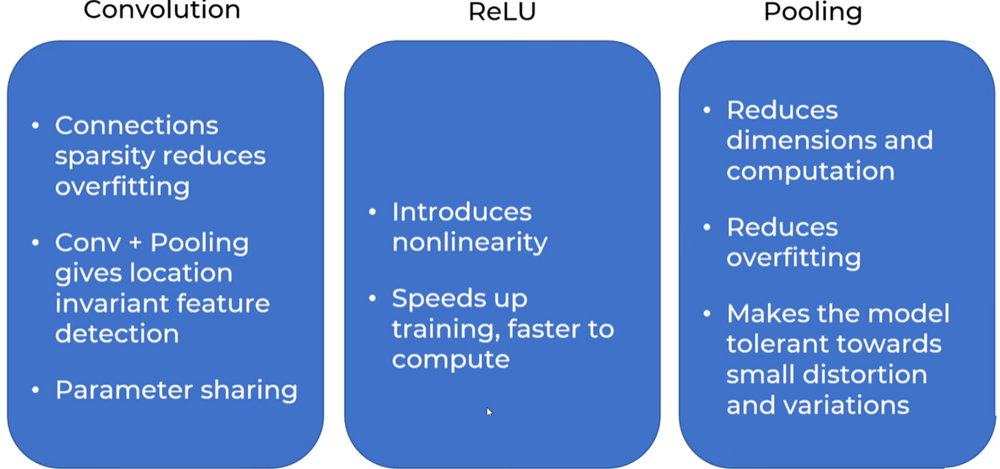 Convolution
• Connections
sparsity reduces
overfitting
• Conv + Pooling
gives location
invariant feature
detection
• Parameter sharing
ReLU
• Introduces
nonlinearity
• Speeds up
training, faster to
compute
Pooling
• Reduces
dimensions and
computation
• Reduces
overfitting
• Makes the model
tolerant towards
small distortion
and variations